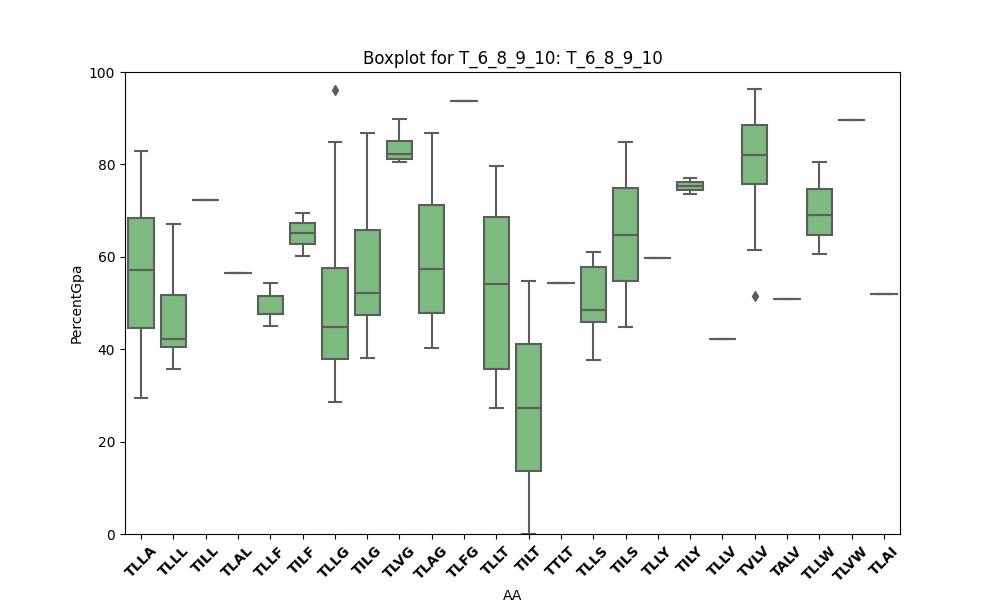 Boxplot for T_6_8_9_10: T_6_8_9_10
PercentGpa
100
80
60
40
20
0
TLLA TLLL TILL TLAL TLLF TILF TLLG TILG TLVG TLAG TLFG TLLT TILT TTLT TLLS TILS TLLY TILY TLLV TVLV TALV TLLW TLVW TLAI
AA